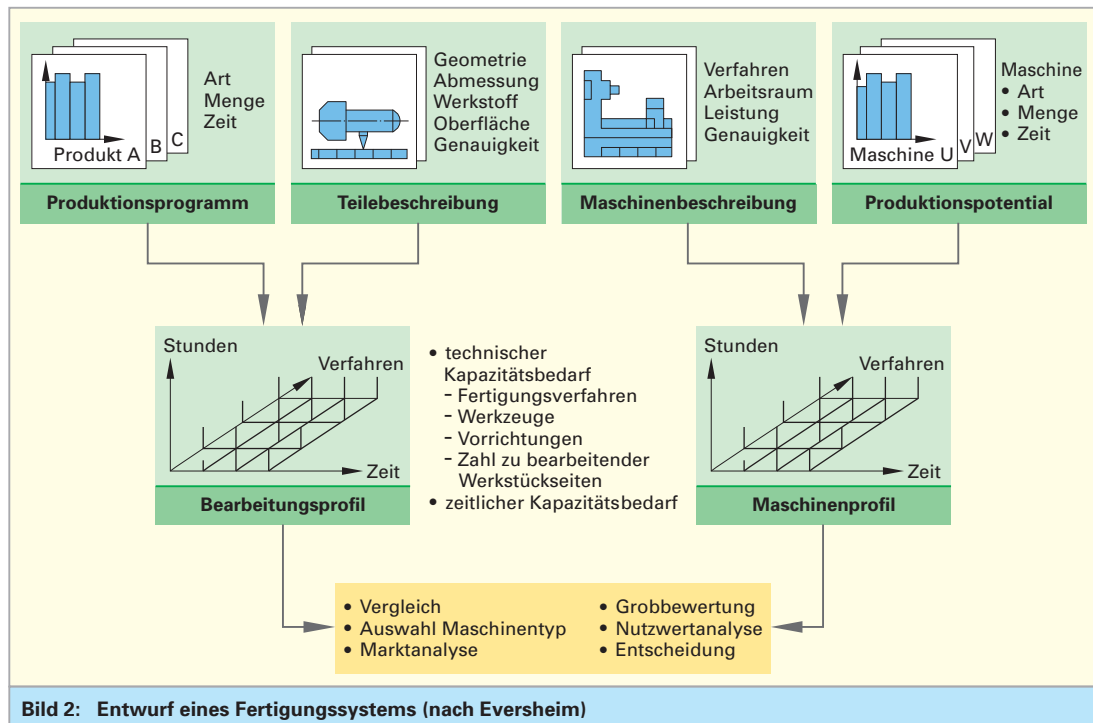 Produkt A
B
C
Art
Menge
Zeit
Produktionsprogramm
Geometrie
Abmessung
Werkstoff
Oberfläche
Genauigkeit
Teilebeschreibung
Verfahren
Arbeitsraum
Leistung
Genauigkeit
Maschinenbeschreibung
Maschine U
V
W
Maschine
• Art
• Menge
• Zeit
Produktionspotential
Stunden
Verfahren
Zeit
Bearbeitungsprofil
• technischer
Kapazitätsbedarf
- Fertigungsverfahren
- Werkzeuge
- Vorrichtungen
- Zahl zu bearbeitender
Werkstückseiten
• zeitlicher Kapazitätsbedarf
Stunden
Verfahren
Zeit
Maschinenprofil
• Vergleich
• Auswahl Maschinentyp
• Marktanalyse
• Grobbewertung
• Nutzwertanalyse
• Entscheidung
Bild 2: Entwurf eines Fertigungssystems (nach Eversheim)